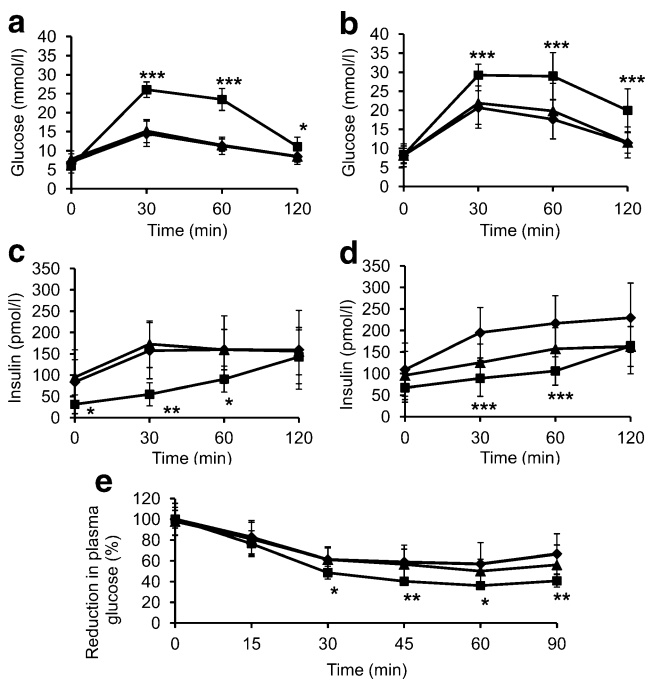 a
40
35
30
25
20
15
10
5
0
Glucose (mmol/l)
***
***
*
0 30 60 120
Time (min)
b
40
35
30
25
20
15
10
5
0
Glucose (mmol/l)
***
***
***
0 30 60 120
Time (min)
c
350
300
250
200
150
100
50
0
Insulin (pmol/l)
*
**
*
0 30 60 120
Time (min)
d
350
300
250
200
150
100
50
0
Insulin (pmol/l)
***
***
0 30 60 120
Time (min)
e
120
100
80
60
40
20
0
Reduction in plasma
glucose (%)
*
**
*
**
0 15 30 45 60 90
Time (min)